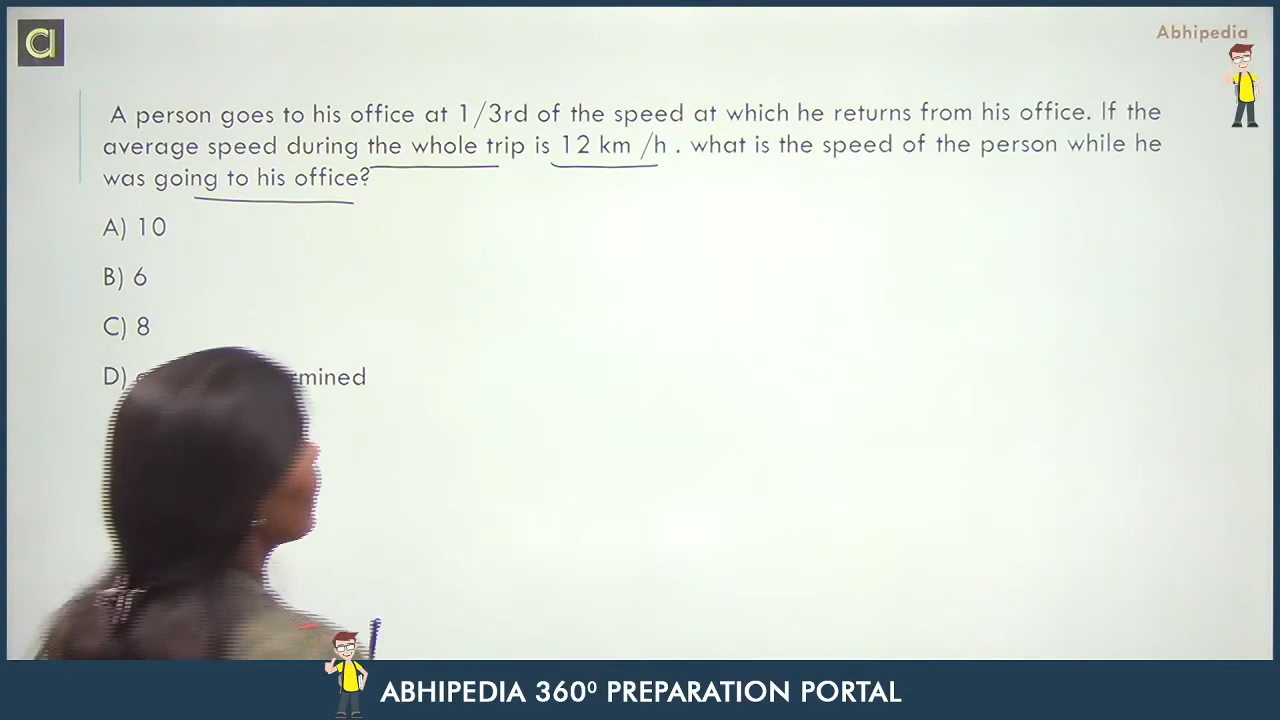 a
Abhipedia
A person goes to his office at 1/3rd of the speed at which he returns from his office. If the
average speed during the whole trip is 12 km /h . what is the speed of the person while he
was going to his office?
A) 10
B) 6
C) 8
D)
ABHIPEDIA 360⁰ PREPARATION PORTAL